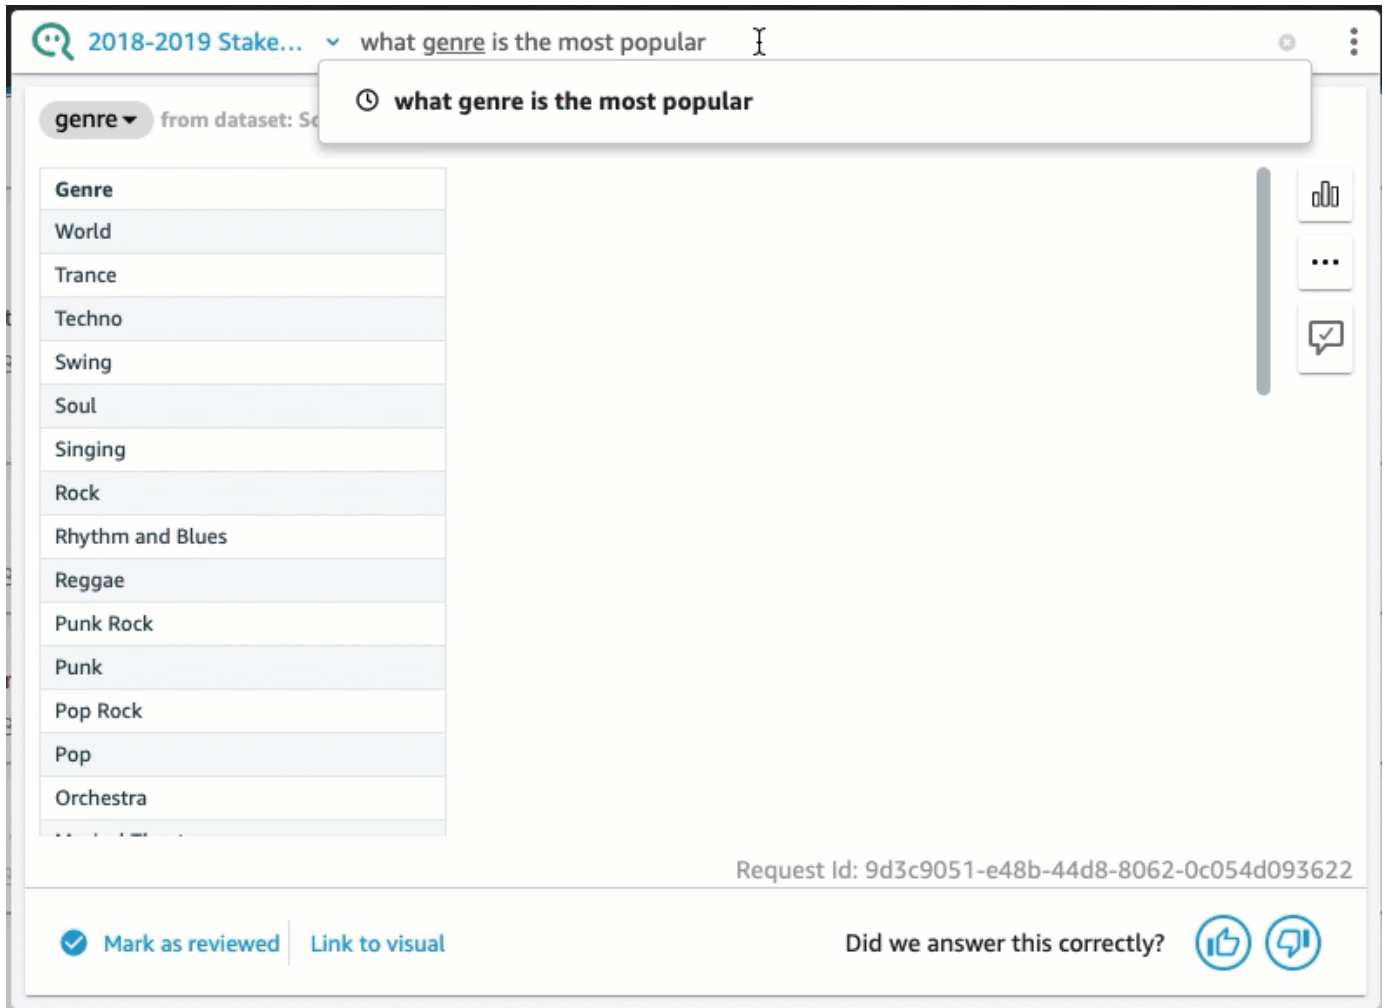 2018-2019 Stake... what genre is the most popular
what genre is the most popular
genre from dataset:
Genre
World
Trance
Techno
Swing
Soul
Singing
Rock
Rhythm and Blues
Reggae
Punk Rock
Punk
Pop Rock
Pop
Orchestra
Request Id: 9d3c9051-e48b-44d8-8062-0c054d093622
Mark as reviewed Link to visual Did we answer this correctly?